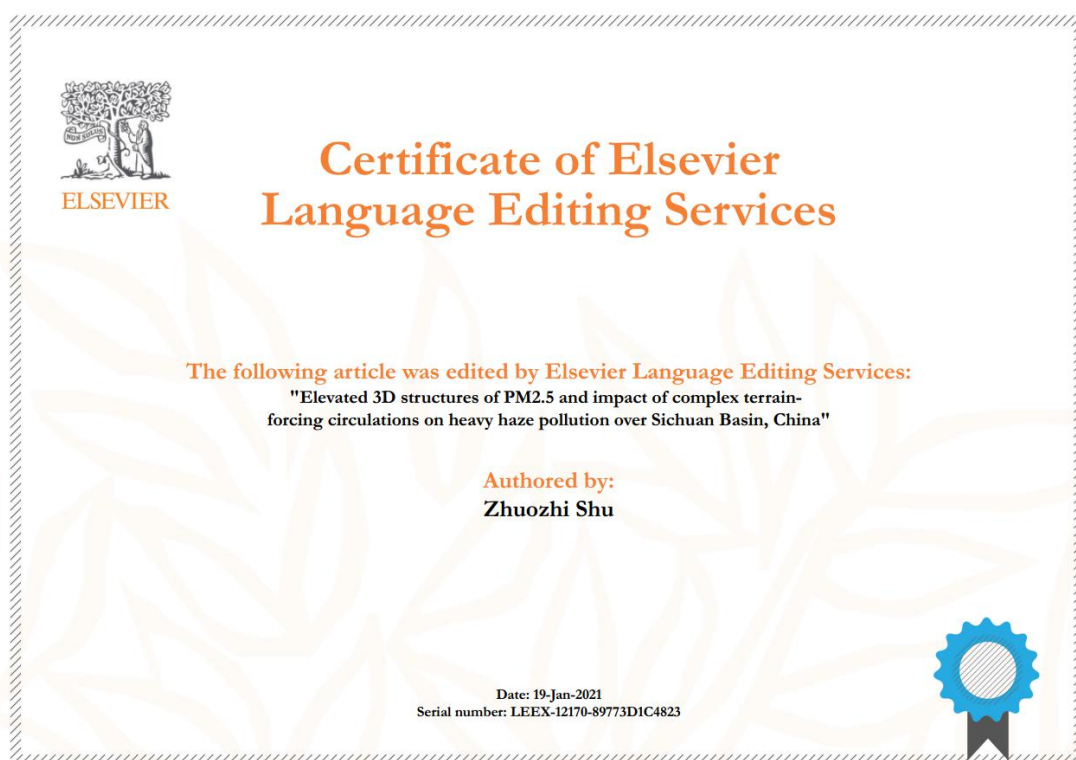 NON SOLUS
ELSEVIER
Certificate of Elsevier
Language Editing Services
The following article was edited by Elsevier Language Editing Services:
"Elevated 3D structures of PM2.5 and impact of complex terrain-
forcing circulations on heavy haze pollution over Sichuan Basin, China"
Authored by:
Zhuozhi Shu
Date: 19-Jan-2021
Serial number: LEEX-12170-89773D1C4823